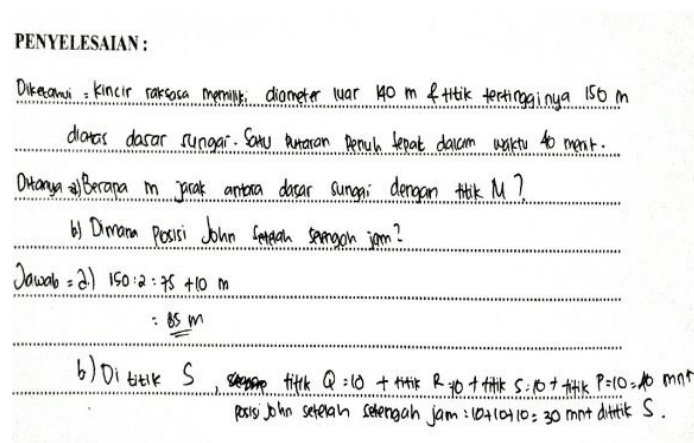 PENYELESAIAN :
Diketahui : Kincir raksasa memiliki diameter luar 140 m & titik tertingginya 150 m
diatas dasar sungai. Satu Putaran Penuh tepat dalam waktu 40 menit.
Ditanya a) Berapa m jarak antara dasar sungai dengan titik M?
b) Dimana Posisi John setelah setengah jam?
Jawab = a.) 150:2 : 75 +10 m
: 85 m
b) Di titik S, titik Q = 10 + titik R = 10 + titik S = 10 + titik P = 10 = 40 mnt
posisi John setelah setengah jam : 10+10+10 = 30 mnt dititik S.